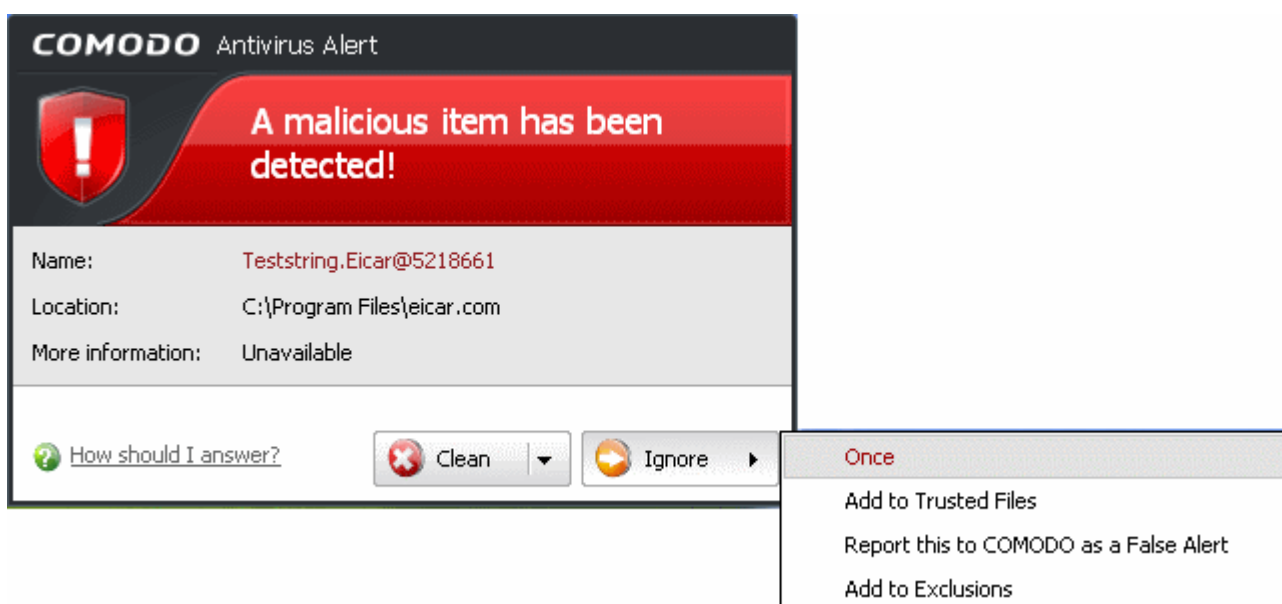 COMODO Antivirus Alert
A malicious item has been
detected!
Name: Teststring.Eicar@5218661
Location: C:\Program Files\eicar.com
More information: Unavailable
How should I answer? Clean Ignore
Once
Add to Trusted Files
Report this to COMODO as a False Alert
Add to Exclusions